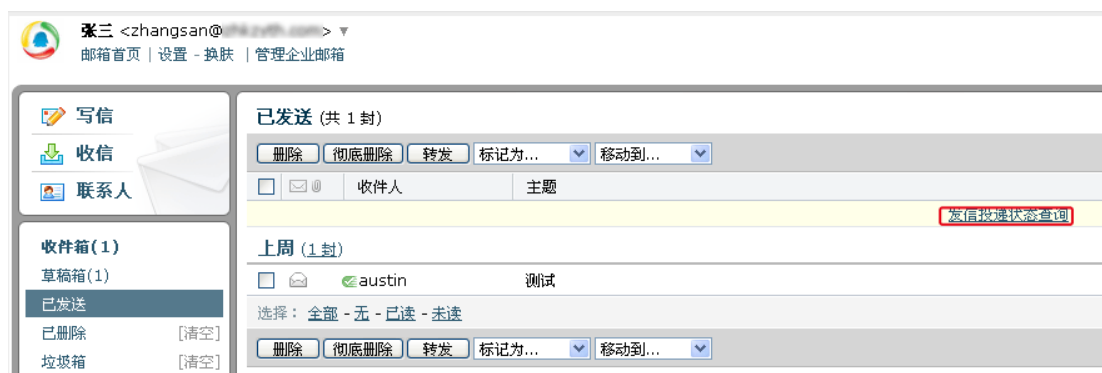 张三 <zhangsan@ > ▼
邮箱首页 | 设置 - 换肤 | 管理企业邮箱
写信
收信
联系人
收件箱(1)
草稿箱(1)
已发送
已删除 [清空]
垃圾箱 [清空]
已发送 (共 1 封)
删除 彻底删除 转发 标记为... 移动到...
收件人 主题
发信投递状态查询
上周 (1 封)
austin 测试
选择： 全部 - 无 - 已读 - 未读
删除 彻底删除 转发 标记为... 移动到...